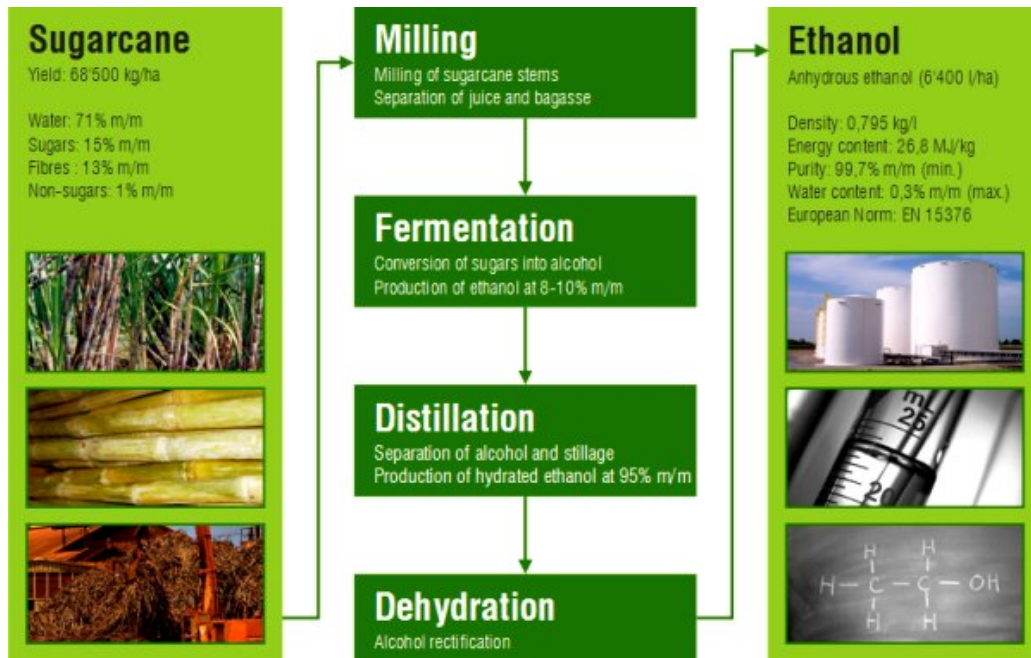 Sugarcane
Yield: 68'500 kg/ha
Water: 71% m/m
Sugars: 15% m/m
Fibres : 13% m/m
Non-sugars: 1% m/m
Milling
Milling of sugarcane stems
Separation of juice and bagasse
Fermentation
Conversion of sugars into alcohol
Production of ethanol at 8-10% m/m
Distillation
Separation of alcohol and stillage
Production of hydrated ethanol at 95% m/m
Dehydration
Alcohol rectification
Ethanol
Anhydrous ethanol (6'400 l/ha)
Density: 0,795 kg/l
Energy content: 26,8 MJ/kg
Purity: 99,7% m/m (min.)
Water content: 0,3% m/m (max.)
European Norm: EN 15376
ml
25
20
H H
H C C OH
H H